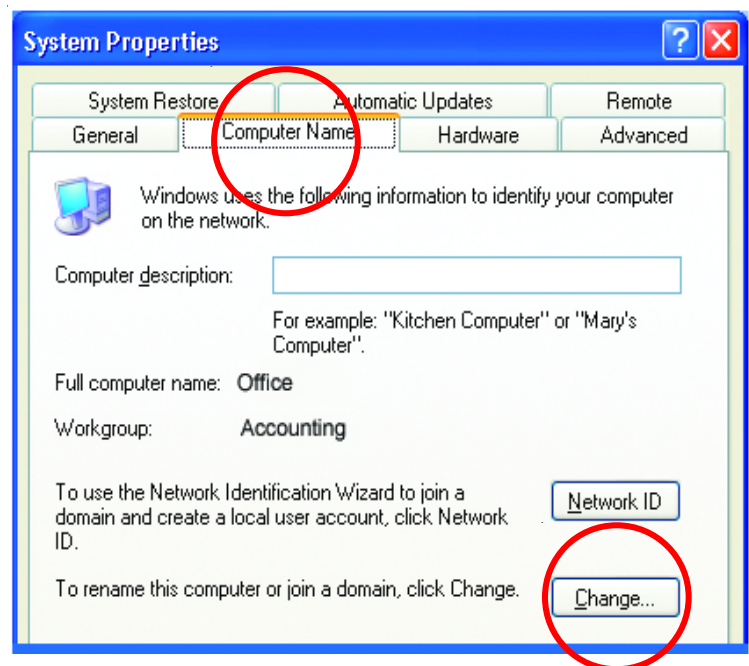 System Properties
System Restore Automatic Updates Remote
General Computer Name Hardware Advanced
Windows uses the following information to identify your computer
on the network.
Computer description:
For example: "Kitchen Computer" or "Mary's
Computer".
Full computer name: Office
Workgroup: Accounting
To use the Network Identification Wizard to join a
domain and create a local user account, click Network
ID.
Network ID
To rename this computer or join a domain, click Change.
Change...